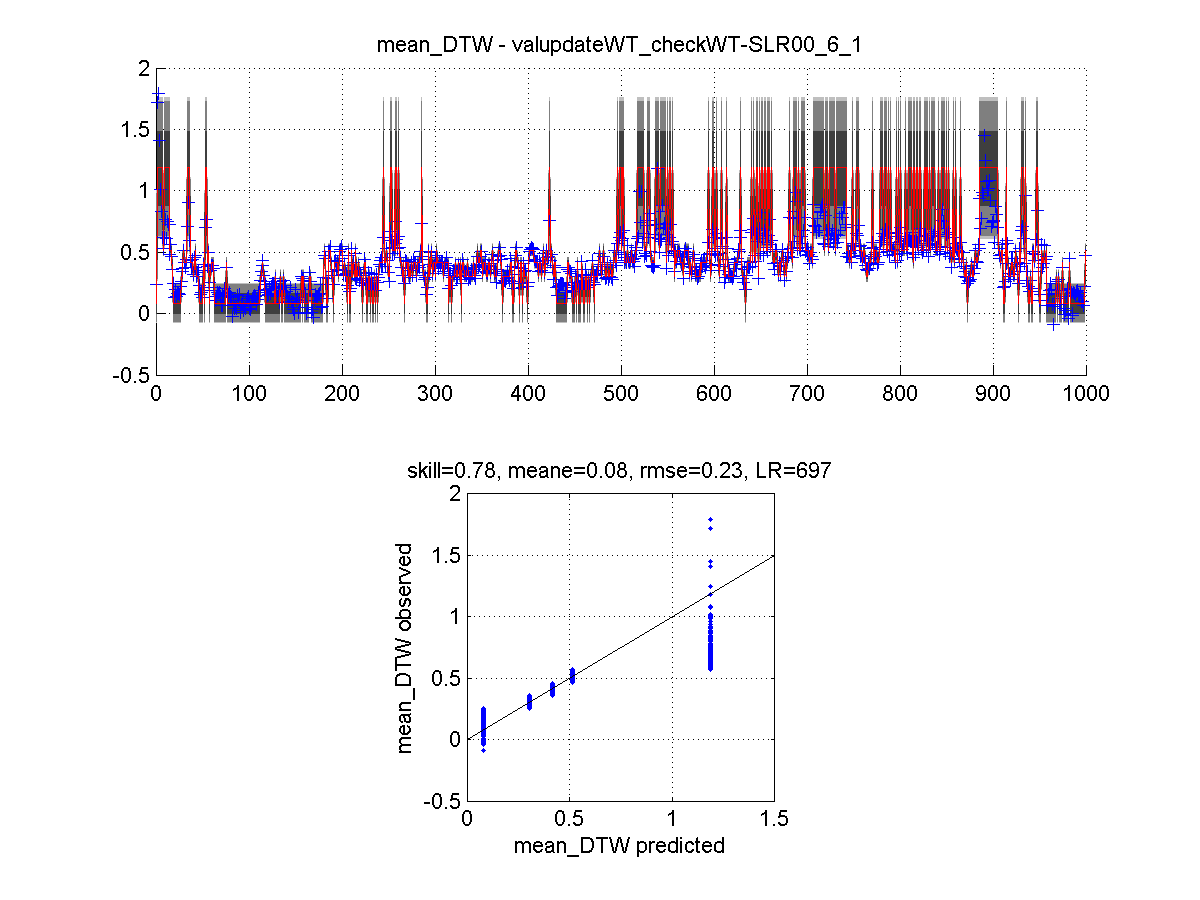 mean_DTW - valupdateWT_checkWT-SLR00_6_1
2
1.5
1
0.5
0
-0.5
0 100 200 300 400 500 600 700 800 900 1000
skill=0.78, meane=0.08, rmse=0.23, LR=697
mean_DTW observed
2
1.5
1
0.5
0
-0.5
0 0.5 1 1.5
mean_DTW predicted